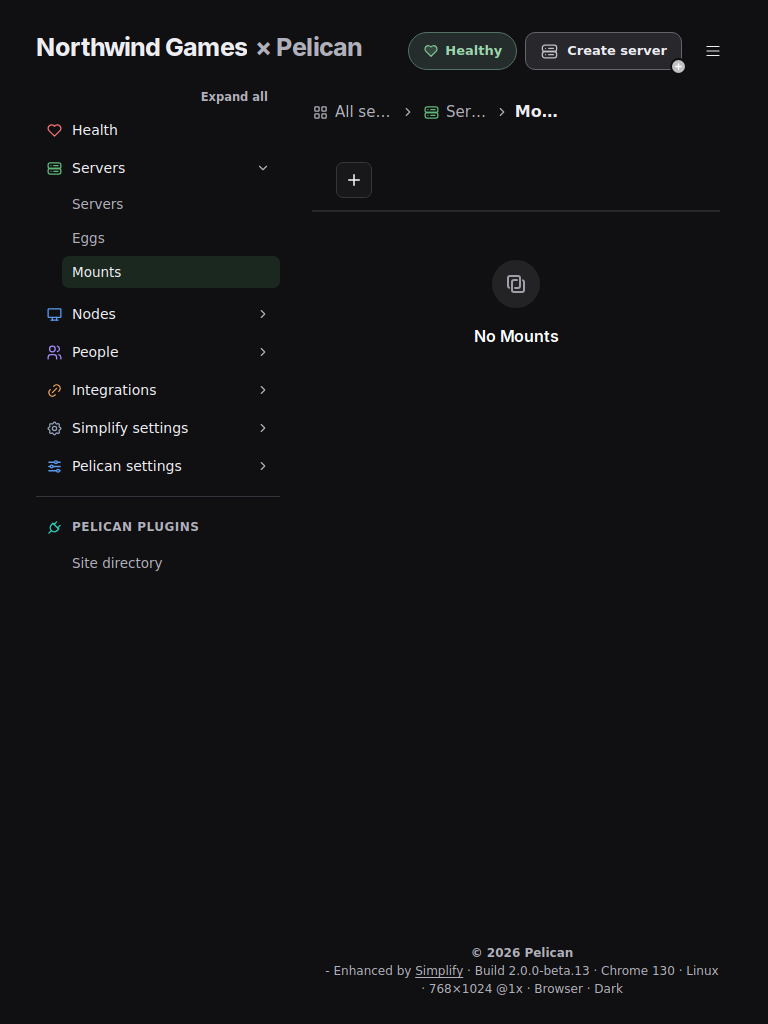 Northwind Games × Pelican
Healthy
Create server
Expand all
Health
Servers
Servers
Eggs
Mounts
Nodes
People
Integrations
Simplify settings
Pelican settings
PELICAN PLUGINS
Site directory
All se… > Ser… > Mo…
No Mounts
© 2026 Pelican
- Enhanced by Simplify · Build 2.0.0-beta.13 · Chrome 130 · Linux
· 768×1024 @1x · Browser · Dark